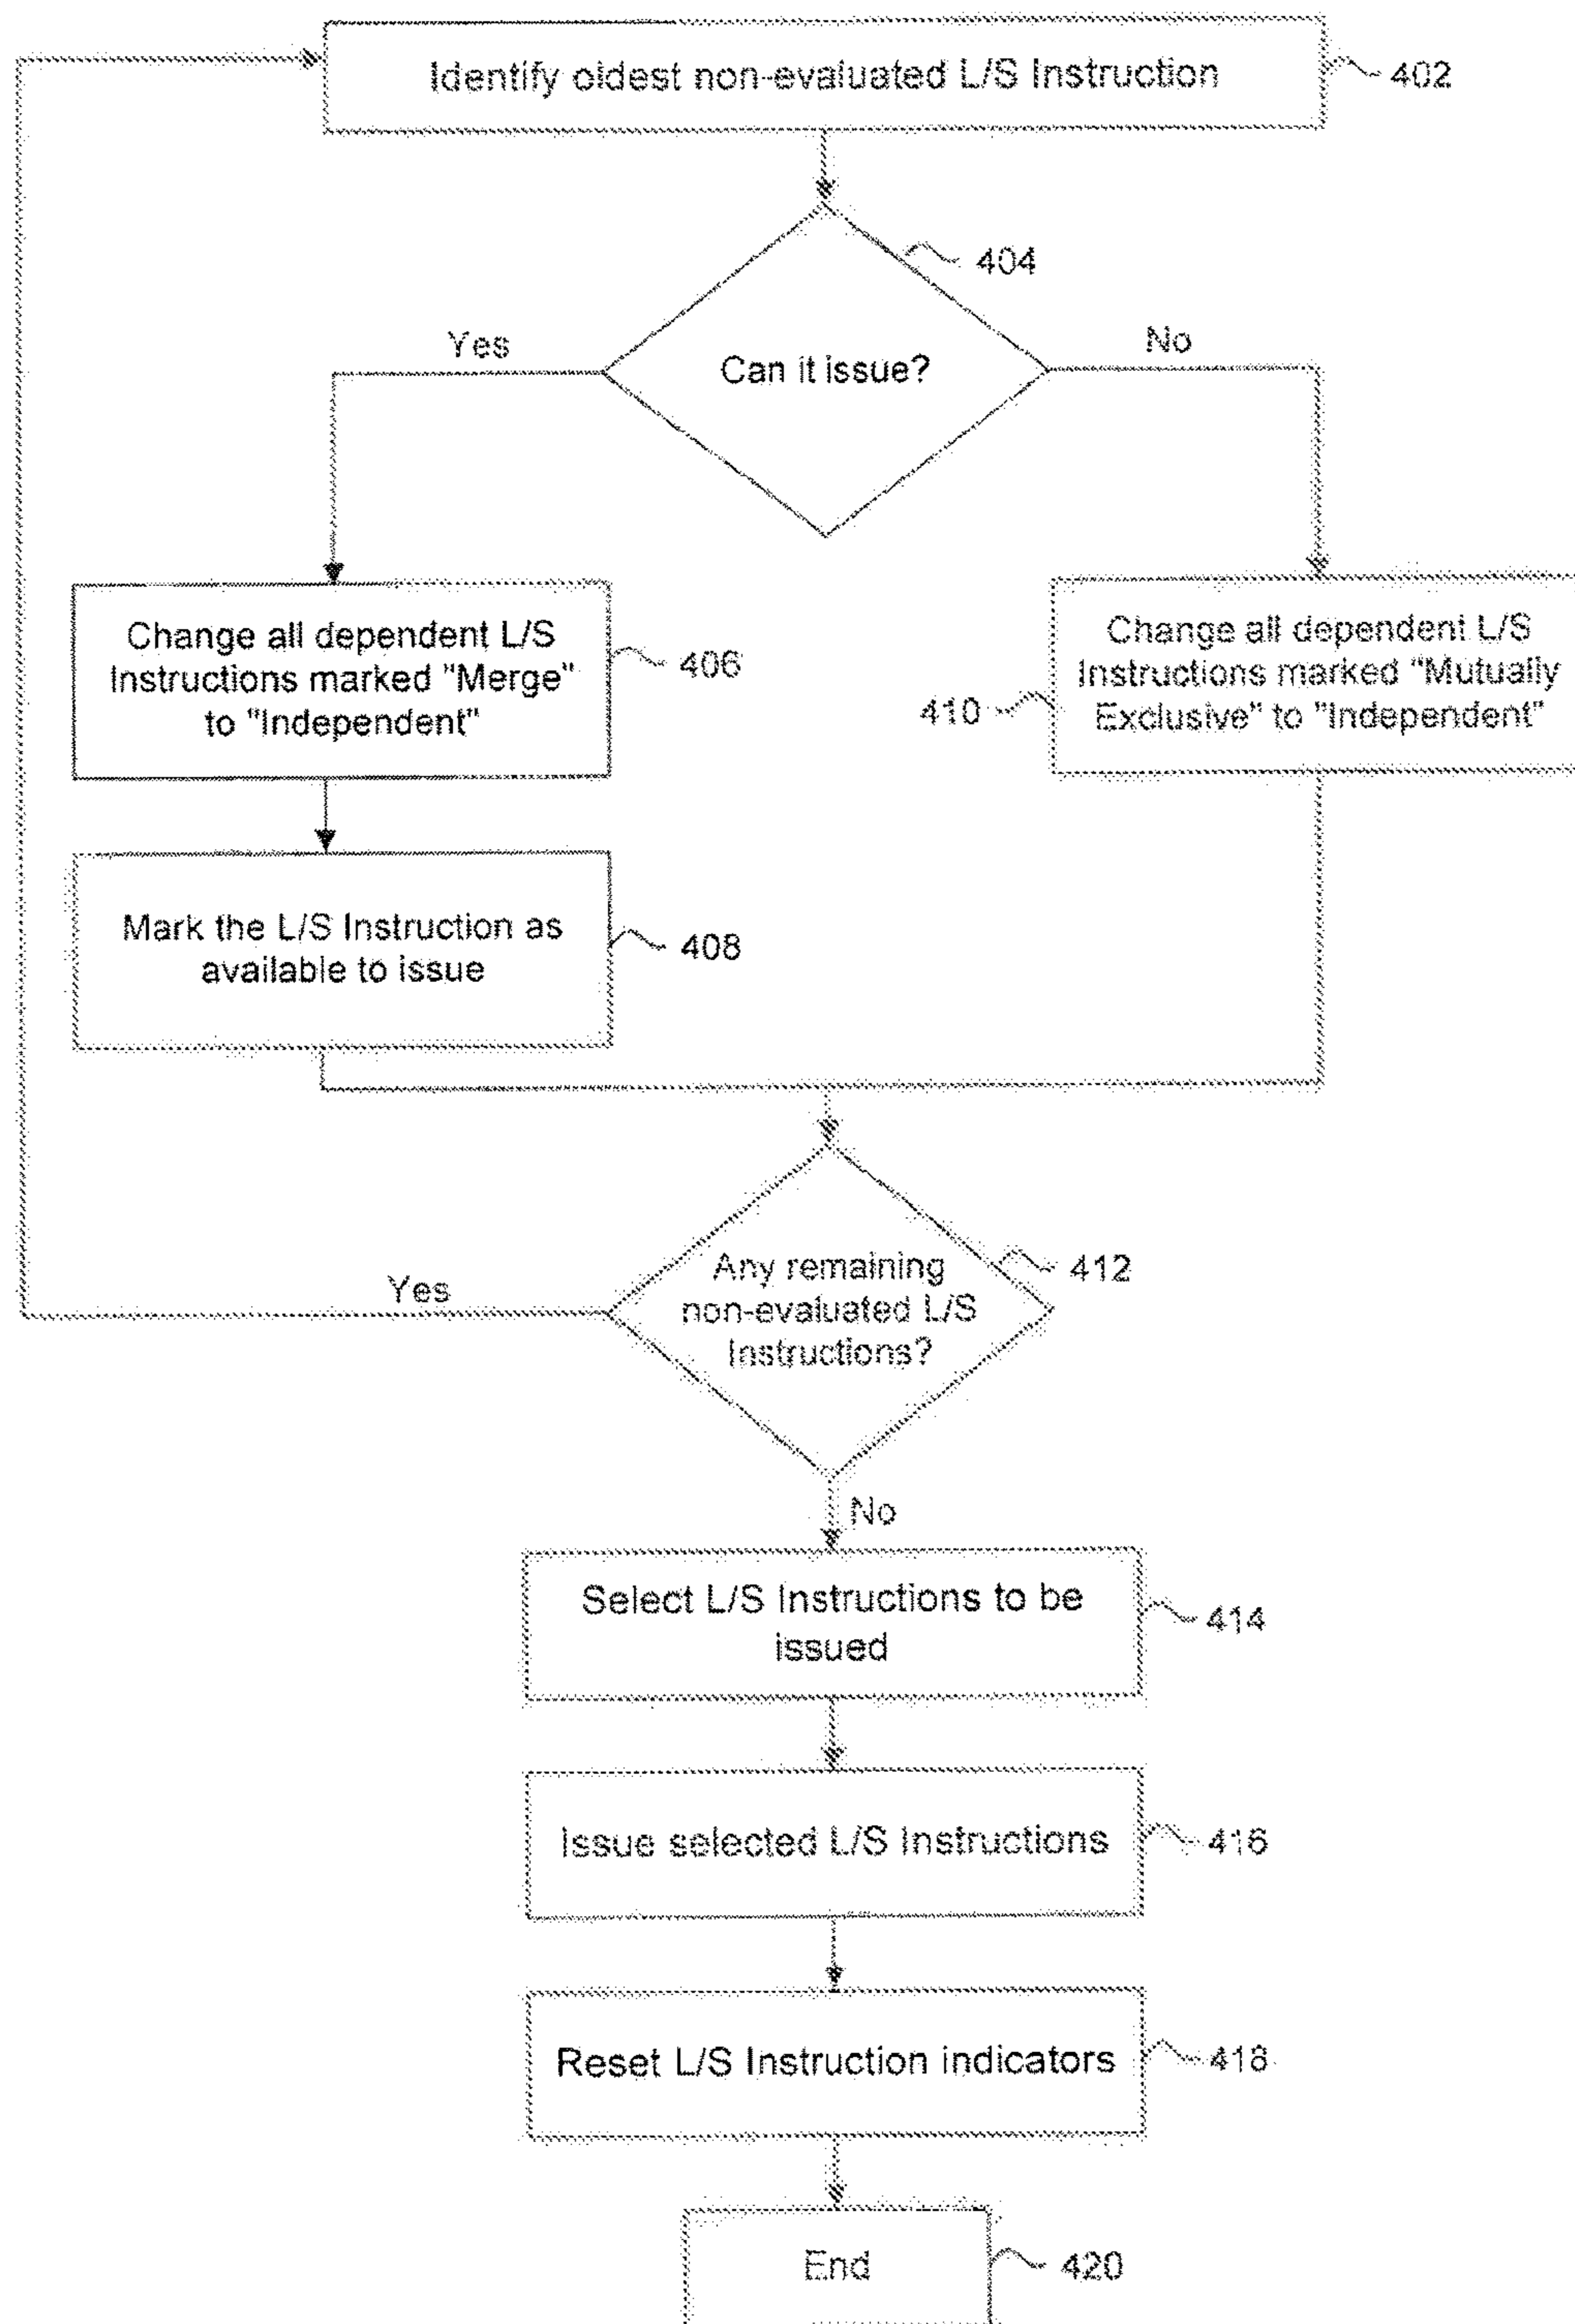 Identify oldest non-evaluated L/S Instruction
402
404
Yes
No
Can it issue?
Change all dependent L/S
Instructions marked "Merge"
to "Independent"
406
Change all dependent L/S
Instructions marked "Mutually
Exclusive" to "Independent"
410
Mark the L/S Instruction as
available to issue
408
Any remaining
non-evaluated L/S
Instructions?
412
Yes
No
Select L/S Instructions to be
issued
414
Issue selected L/S Instructions
416
Reset L/S Instruction indicators
418
End
420